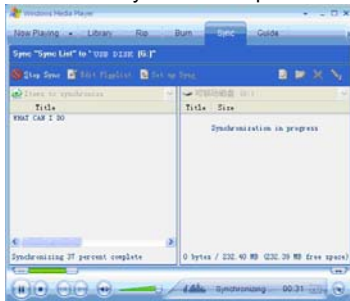 Windows Media Player
Now Playing Library Rip Burn Sync Guide
Sync "Sync List" to "USB DISK (G:)"
Stop Sync Edit Playlist Set up Sync
Items to synchronize
Title
WHAT CAN I DO
Title Size
Synchronization in progress
Synchronizing 37 percent complete
0 bytes / 232.40 MB (232.39 MB free space)
Synchronizing 00:31